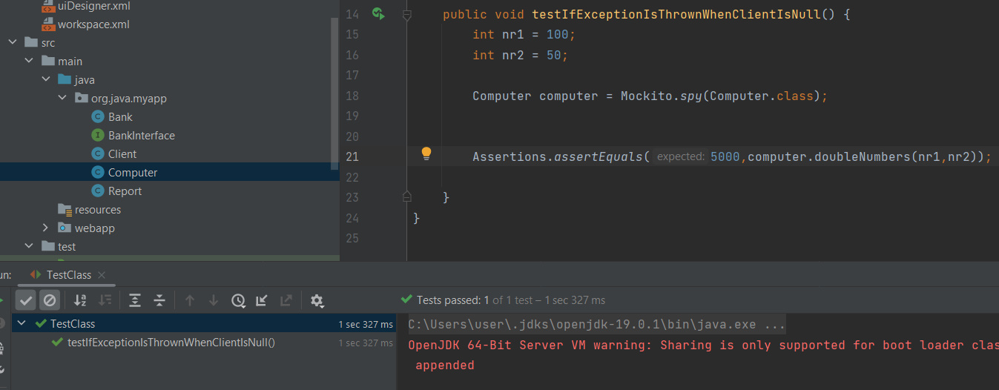 uiDesigner.xml
workspace.xml
src
main
java
org.java.myapp
C Bank
I BankInterface
C Client
C Computer
C Report
resources
webapp
test
14 public void testIfExceptionIsThrownWhenClientIsNull() {
15 int nr1 = 100;
16 int nr2 = 50;
17
18 Computer computer = Mockito.spy(Computer.class);
19
20
21 Assertions.assertEquals( expected: 5000,computer.doubleNumbers(nr1,nr2));
22
23 }
24 }
25
un: TestClass
Tests passed: 1 of 1 test – 1 sec 327 ms
TestClass 1 sec 327 ms
testIfExceptionIsThrownWhenClientIsNull() 1 sec 327 ms
C:\Users\user\.jdks\openjdk-19.0.1\bin\java.exe ...
OpenJDK 64-Bit Server VM warning: Sharing is only supported for boot loader clas
appended